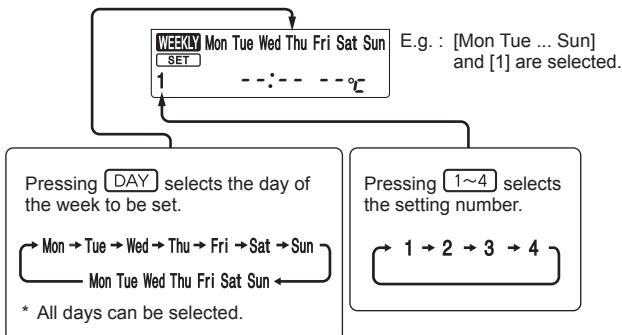 WEEKLY Mon Tue Wed Thu Fri Sat Sun
SET
1 --:-- --°C
E.g. : [Mon Tue ... Sun]
and [1] are selected.
Pressing DAY selects the day of
the week to be set.
Mon → Tue → Wed → Thu → Fri → Sat → Sun
Mon Tue Wed Thu Fri Sat Sun
* All days can be selected.
Pressing 1~4 selects
the setting number.
1 → 2 → 3 → 4